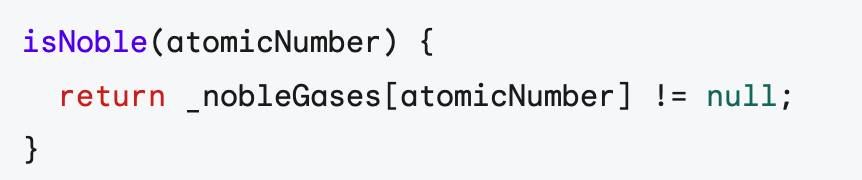 isNoble(atomicNumber) {
  return _nobleGases[atomicNumber] != null;
}